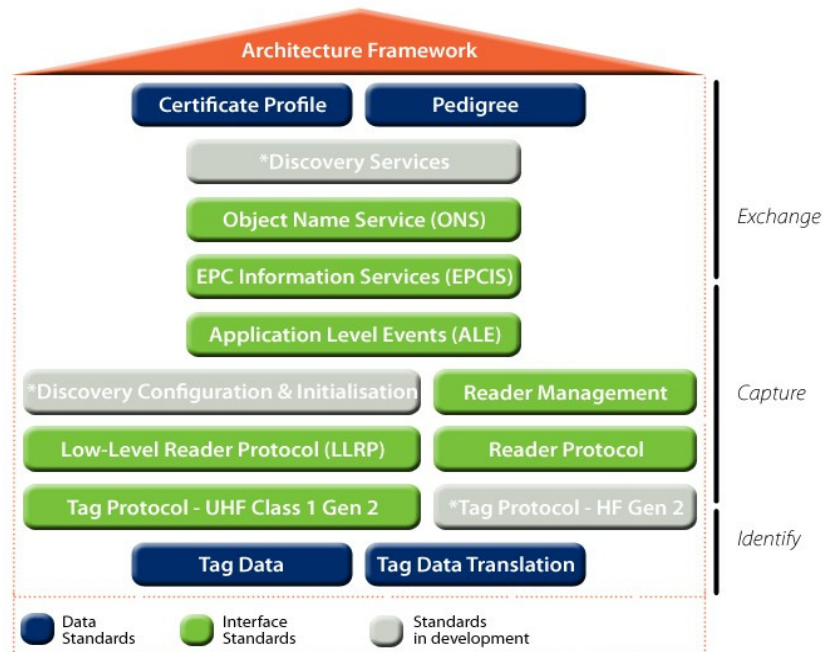 Architecture Framework
Certificate Profile
Pedigree
*Discovery Services
Object Name Service (ONS)
Exchange
EPC Information Services (EPCIS)
Application Level Events (ALE)
*Discovery Configuration & Initialisation
Reader Management
Capture
Low-Level Reader Protocol (LLRP)
Reader Protocol
Tag Protocol - UHF Class 1 Gen 2
*Tag Protocol - HF Gen 2
Identify
Tag Data
Tag Data Translation
Data
Standards
Interface
Standards
Standards
in development